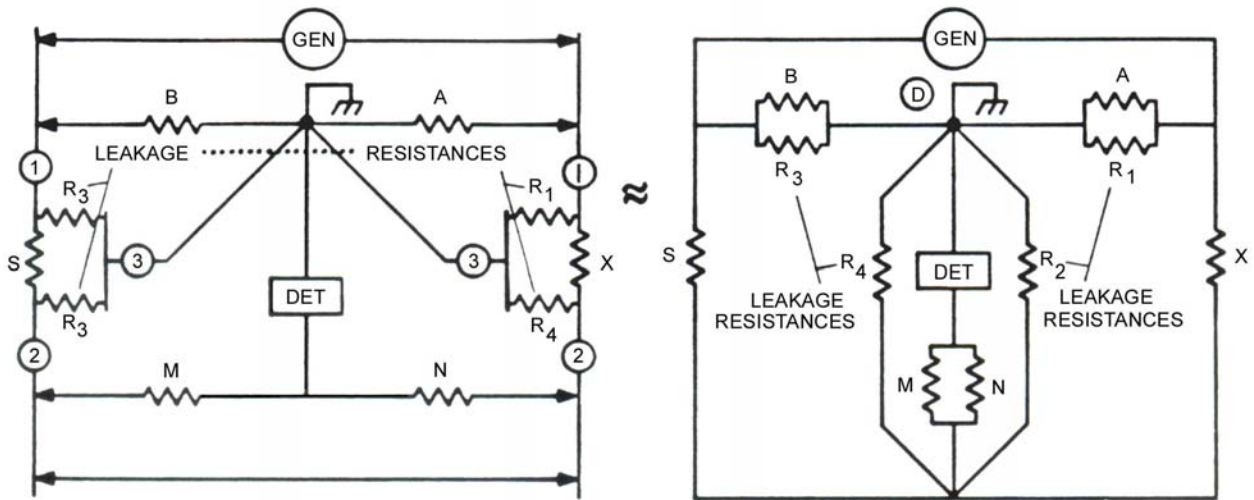 GEN
B
A
LEAKAGE RESISTANCES
1
1
R3
R1
S
3
3
X
DET
R3
R4
2
2
M
N
≈
GEN
D
B
A
R3
R1
S
R4
DET
R2
X
LEAKAGE
RESISTANCES
LEAKAGE
RESISTANCES
M
N